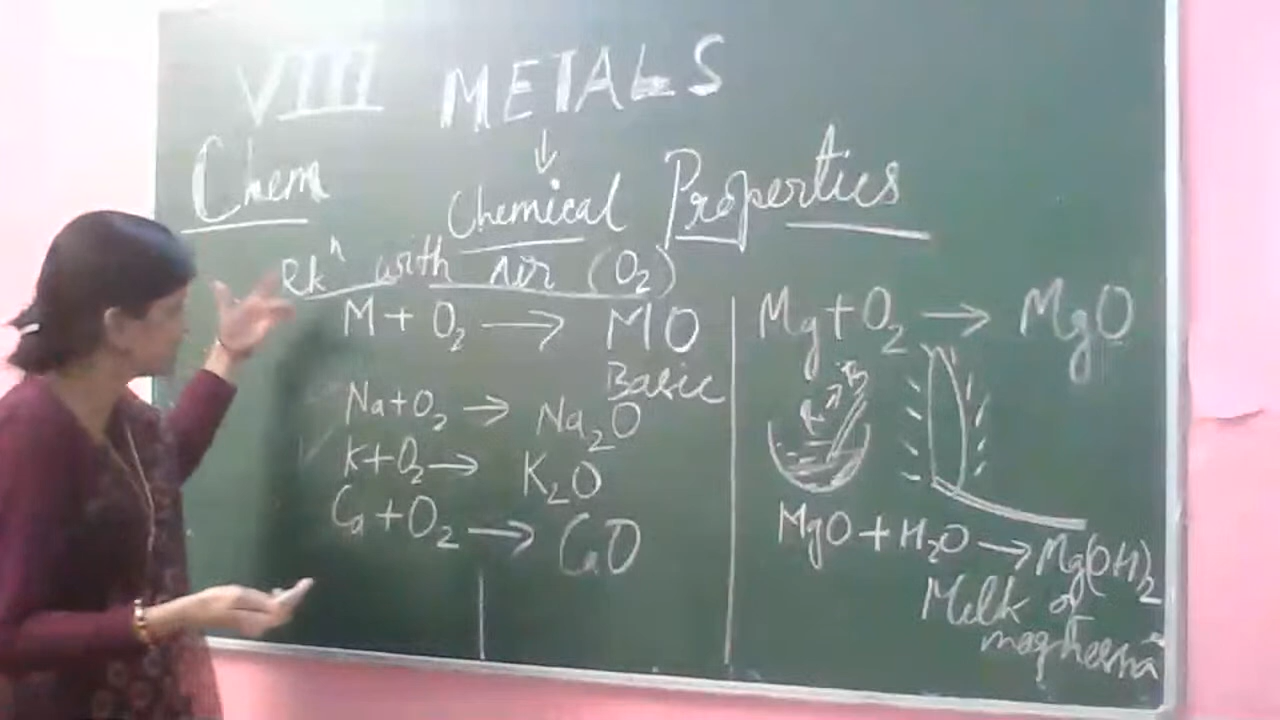 VIII METALS
Chem
↓
Chemical Properties
Rkⁿ with Air (O₂)
M + O₂ → MO
Basic
Na + O₂ → Na₂O
K + O₂ → K₂O
Ca + O₂ → CaO
Mg + O₂ → MgO
MgO + H₂O → Mg(OH)₂
Milk of
magnesia